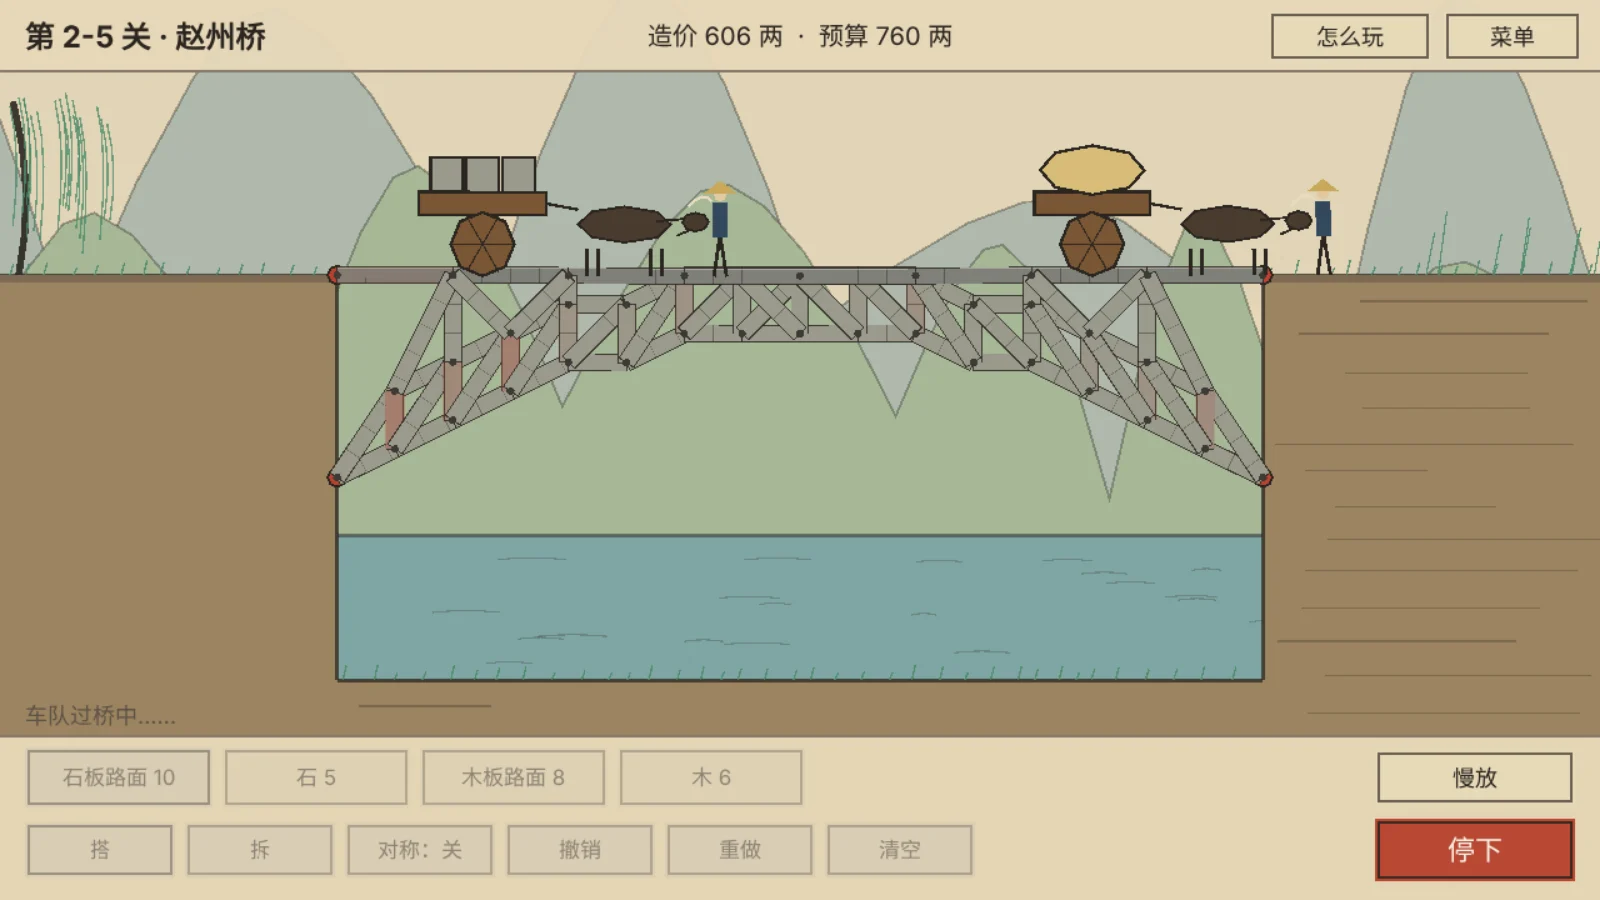 第 2-5 关 · 赵州桥
造价 606 两 · 预算 760 两
怎么玩
菜单
车队过桥中……
石板路面 10
石 5
木板路面 8
木 6
慢放
搭
拆
对称：关
撤销
重做
清空
停下